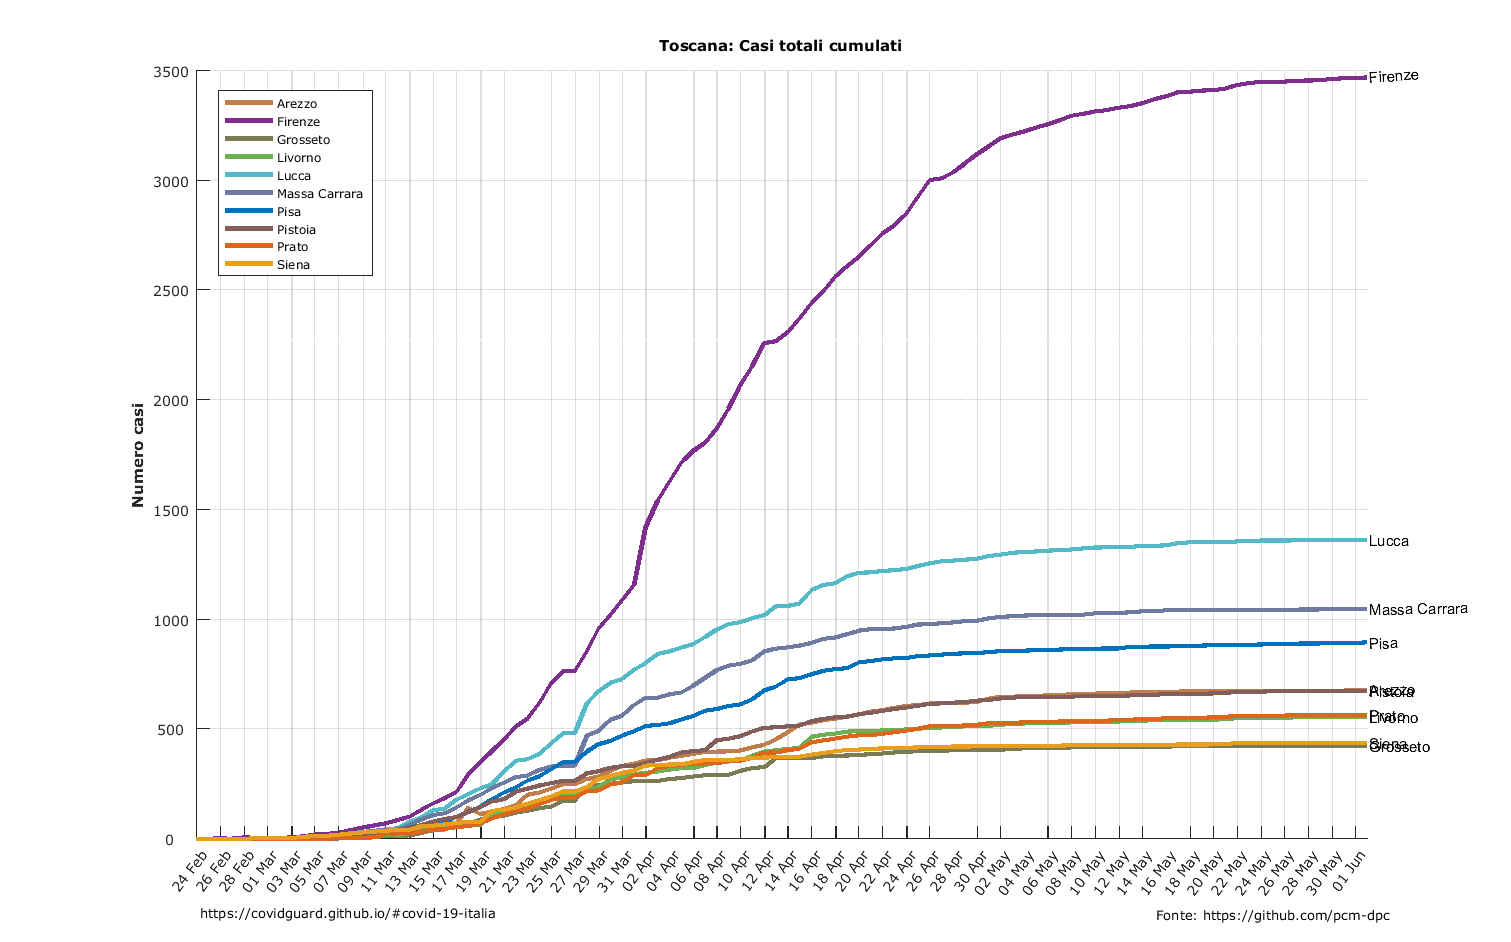 Toscana: Casi totali cumulati
3500
3000
2500
2000
1500
1000
500
0
Numero casi
Arezzo
Firenze
Grosseto
Livorno
Lucca
Massa Carrara
Pisa
Pistoia
Prato
Siena
Firenze
Lucca
Massa Carrara
Pisa
Arezzo
Pistoia
Prato
Livorno
Siena
Grosseto
24 Feb
26 Feb
28 Feb
01 Mar
03 Mar
05 Mar
07 Mar
09 Mar
11 Mar
13 Mar
15 Mar
17 Mar
19 Mar
21 Mar
23 Mar
25 Mar
27 Mar
29 Mar
31 Mar
02 Apr
04 Apr
06 Apr
08 Apr
10 Apr
12 Apr
14 Apr
16 Apr
18 Apr
20 Apr
22 Apr
24 Apr
26 Apr
28 Apr
30 Apr
02 May
04 May
06 May
08 May
10 May
12 May
14 May
16 May
18 May
20 May
22 May
24 May
26 May
28 May
30 May
01 Jun
https://covidguard.github.io/#covid-19-italia
Fonte: https://github.com/pcm-dpc